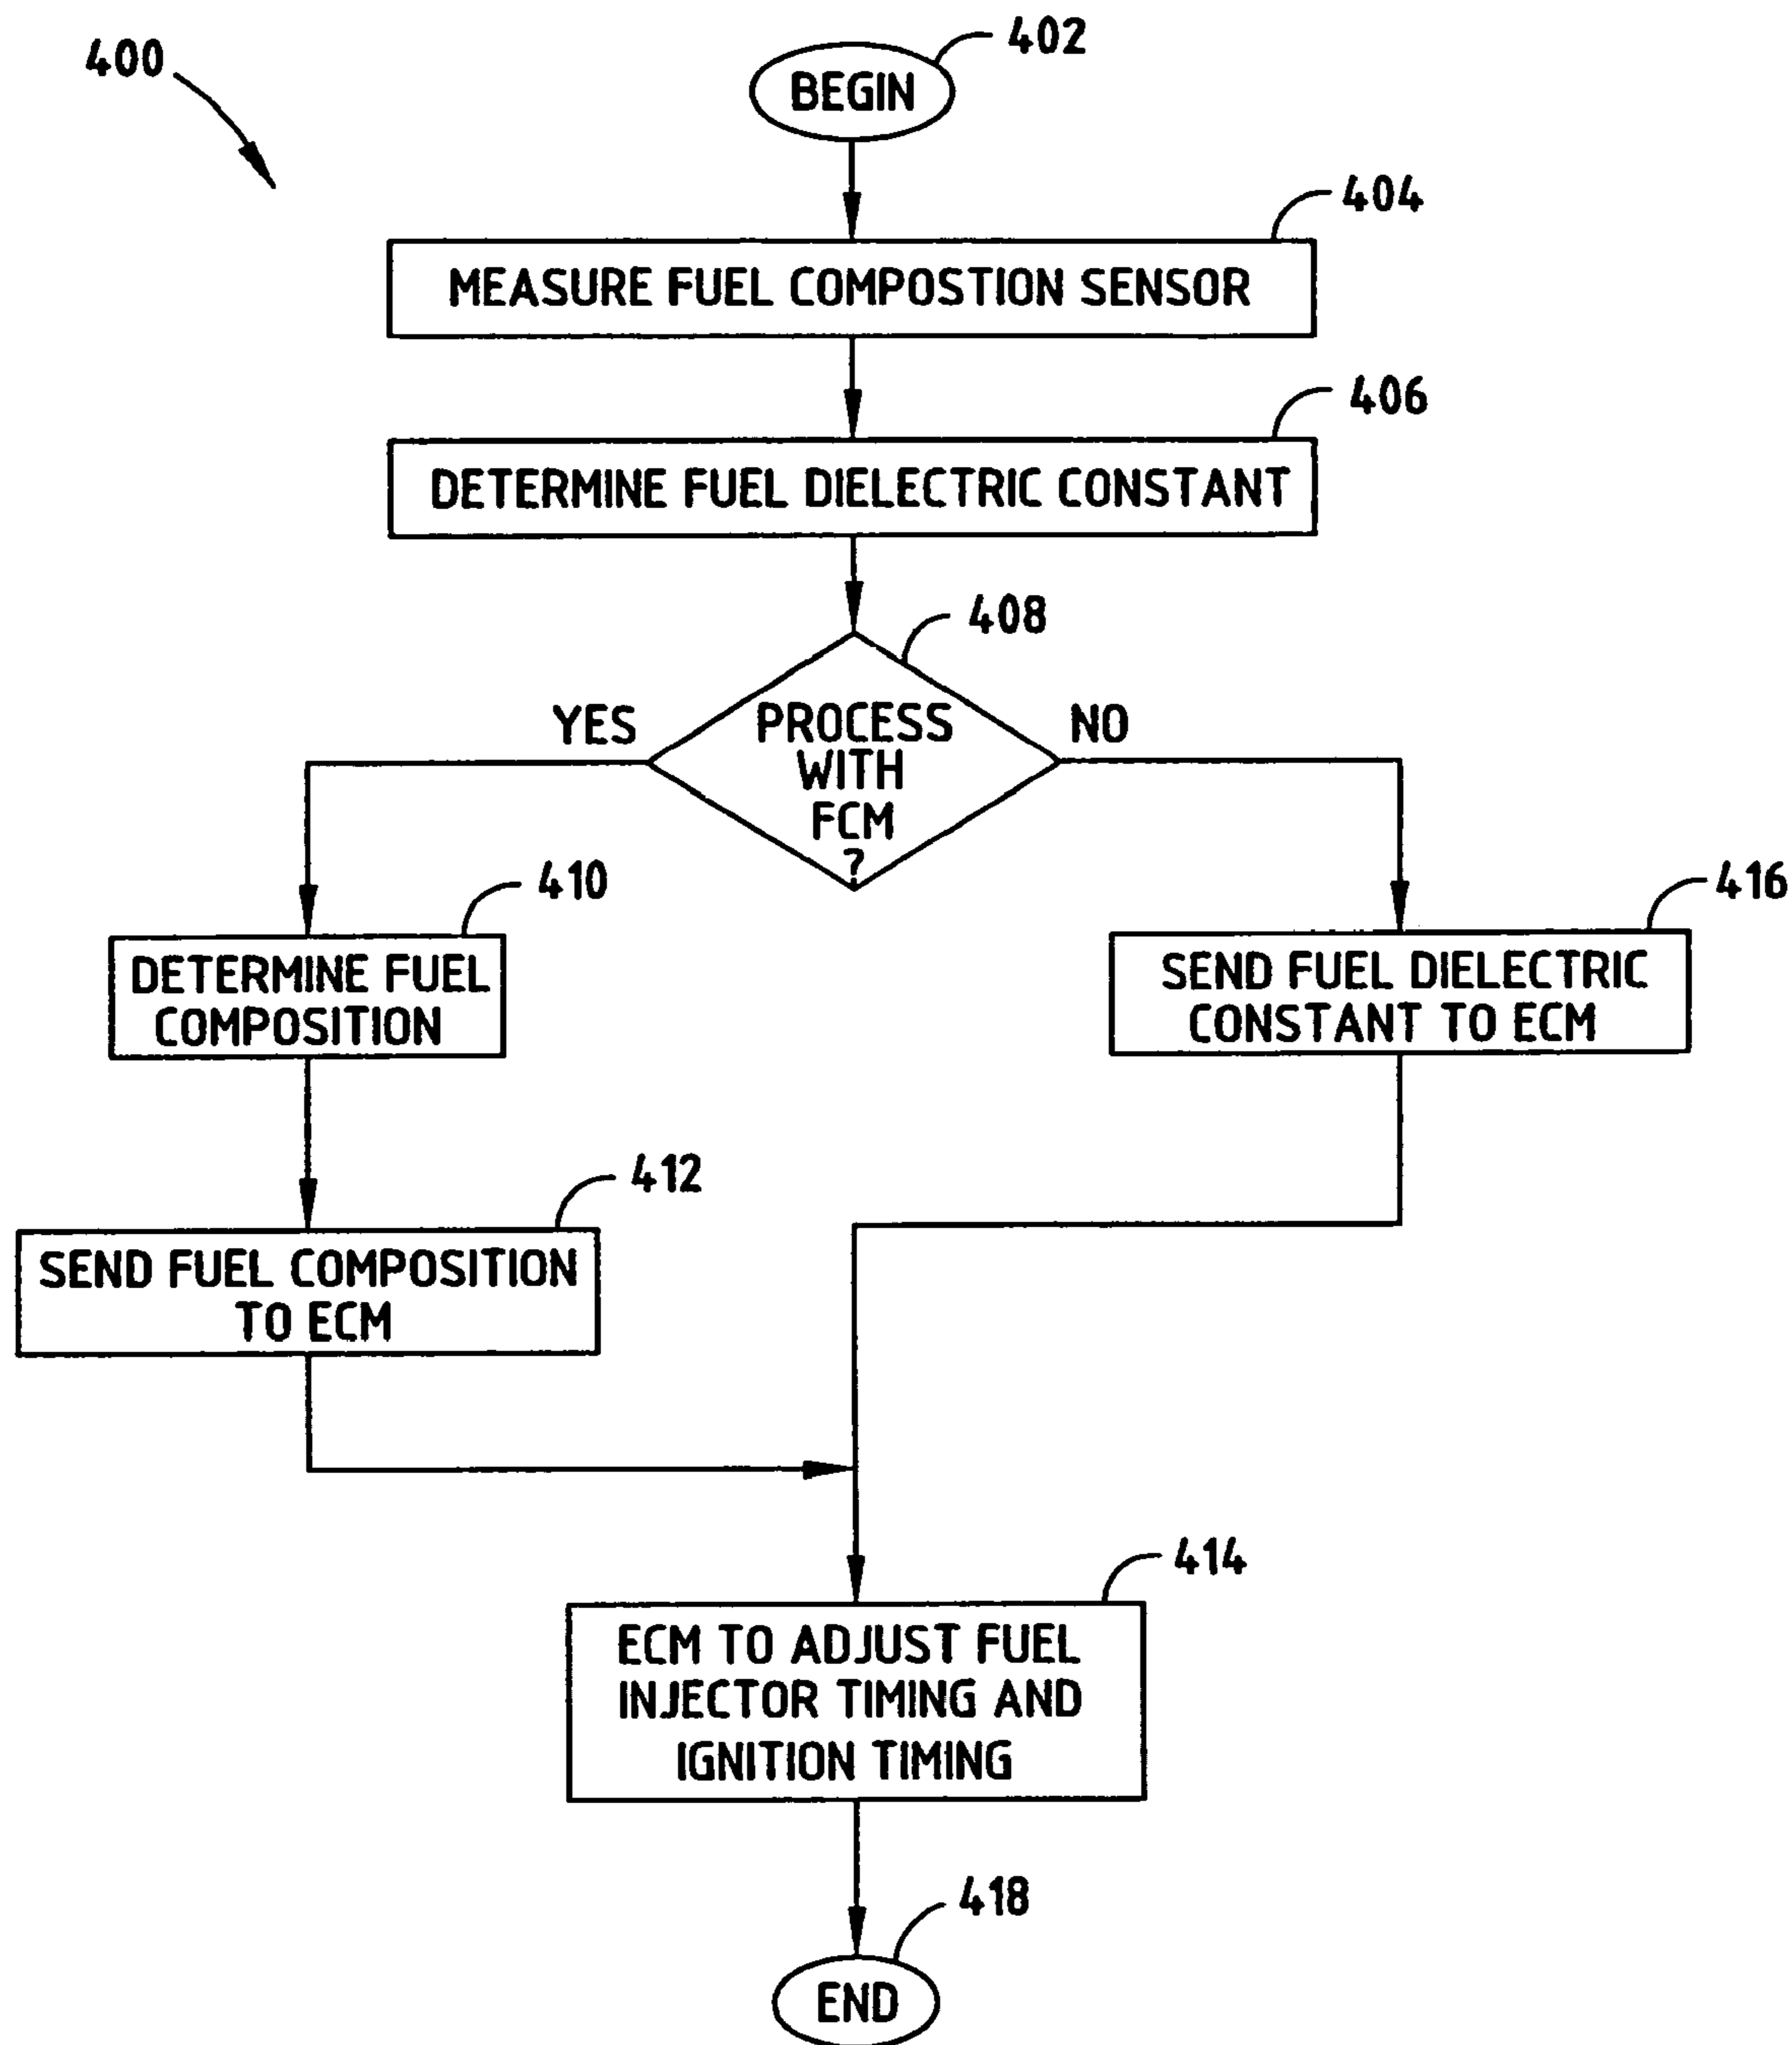 400
402
BEGIN
404
MEASURE FUEL COMPOSTION SENSOR
406
DETERMINE FUEL DIELECTRIC CONSTANT
408
YES
PROCESS
WITH
FCM
?
NO
410
DETERMINE FUEL
COMPOSITION
416
SEND FUEL DIELECTRIC
CONSTANT TO ECM
412
SEND FUEL COMPOSITION
TO ECM
414
ECM TO ADJUST FUEL
INJECTOR TIMING AND
IGNITION TIMING
418
END